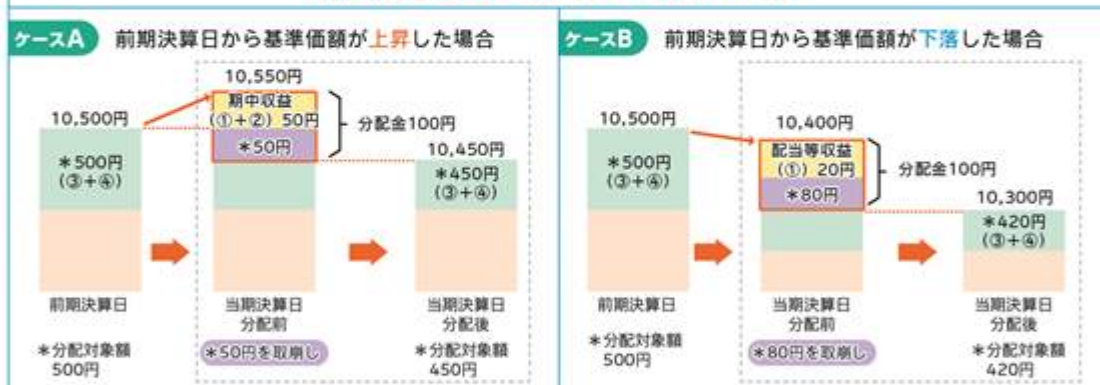 ケースA 前期決算日から基準価額が上昇した場合
10,550円
期中収益
(①+②) 50円
*50円
分配金100円
10,500円
*500円
(③+④)
10,450円
*450円
(③+④)
前期決算日
当期決算日
分配前
当期決算日
分配後
*分配対象額
500円
*50円を取崩し
*分配対象額
450円
ケースB 前期決算日から基準価額が下落した場合
10,500円
*500円
(③+④)
10,400円
配当等収益
(①) 20円
*80円
分配金100円
10,300円
*420円
(③+④)
前期決算日
当期決算日
分配前
当期決算日
分配後
*分配対象額
500円
*80円を取崩し
*分配対象額
420円